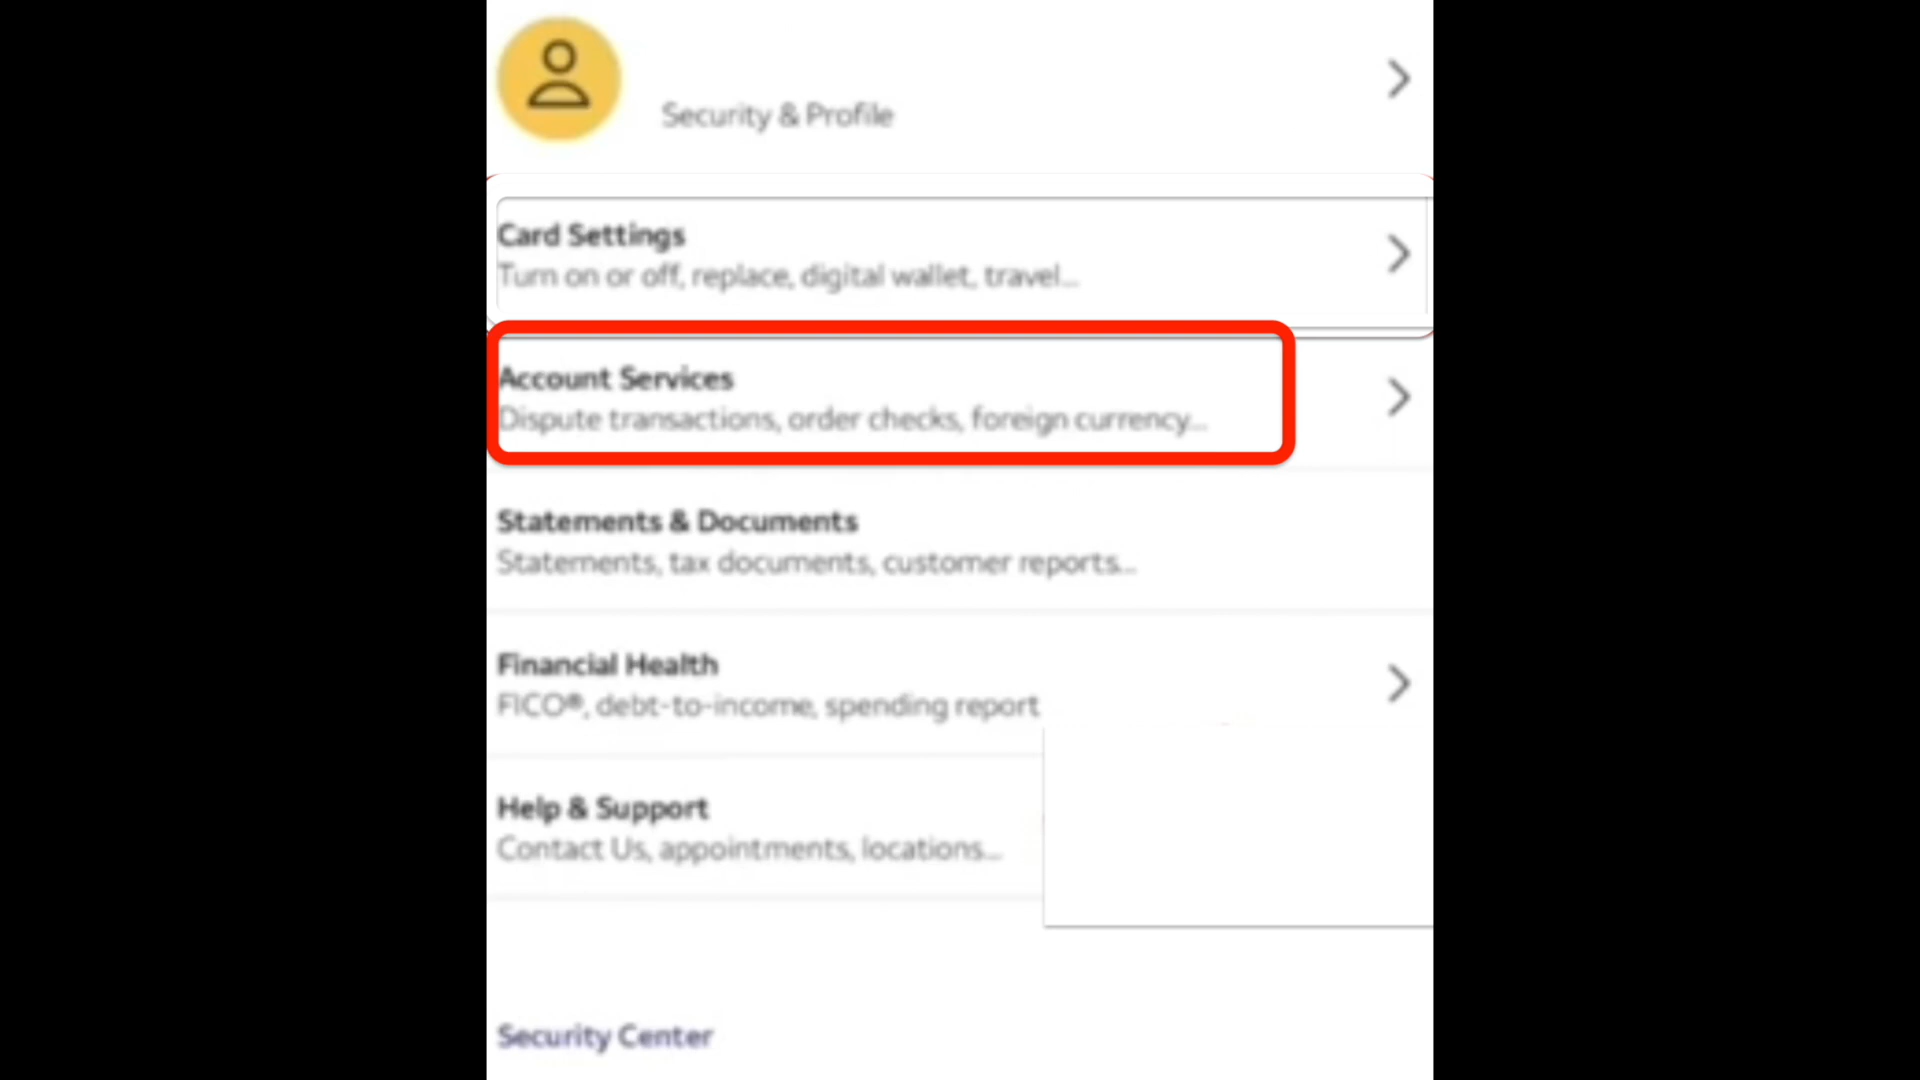 Security & Profile
Card Settings
Turn on or off, replace, digital wallet, travel...
Account Services
Dispute transactions, order checks, foreign currency...
Statements & Documents
Statements, tax documents, customer reports...
Financial Health
FICO®, debt-to-income, spending report
Help & Support
Contact Us, appointments, locations...
Security Center